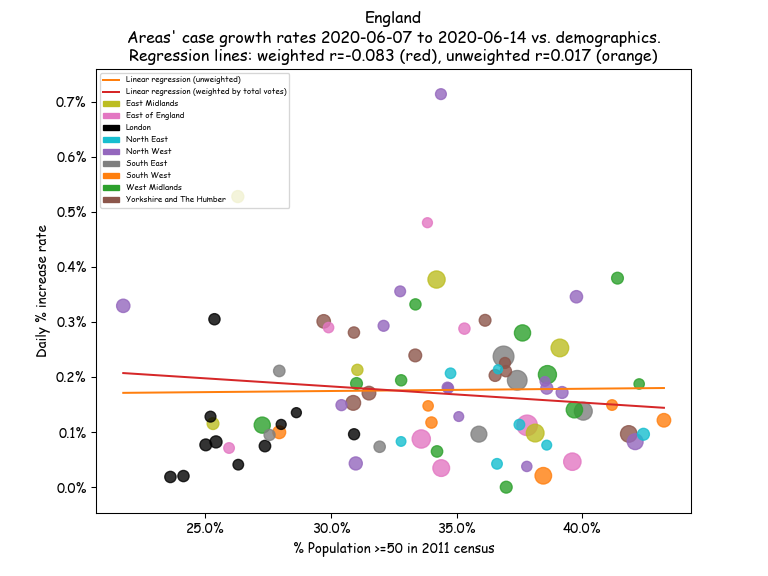 England
Areas' case growth rates 2020-06-07 to 2020-06-14 vs. demographics.
Regression lines: weighted r=-0.083 (red), unweighted r=0.017 (orange)
Linear regression (unweighted)
Linear regression (weighted by total votes)
East Midlands
East of England
London
North East
North West
South East
South West
West Midlands
Yorkshire and The Humber
Daily % increase rate
0.7%
0.6%
0.5%
0.4%
0.3%
0.2%
0.1%
0.0%
25.0% 30.0% 35.0% 40.0%
% Population >=50 in 2011 census